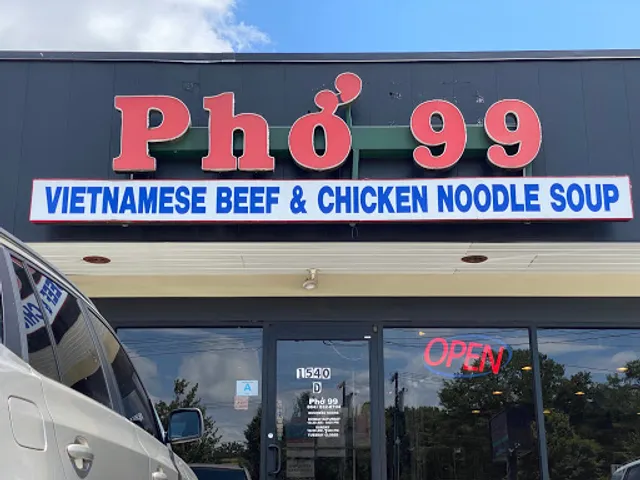 Phở 99
VIETNAMESE BEEF & CHICKEN NOODLE SOUP
OPEN
1540
D
A
Phở 99